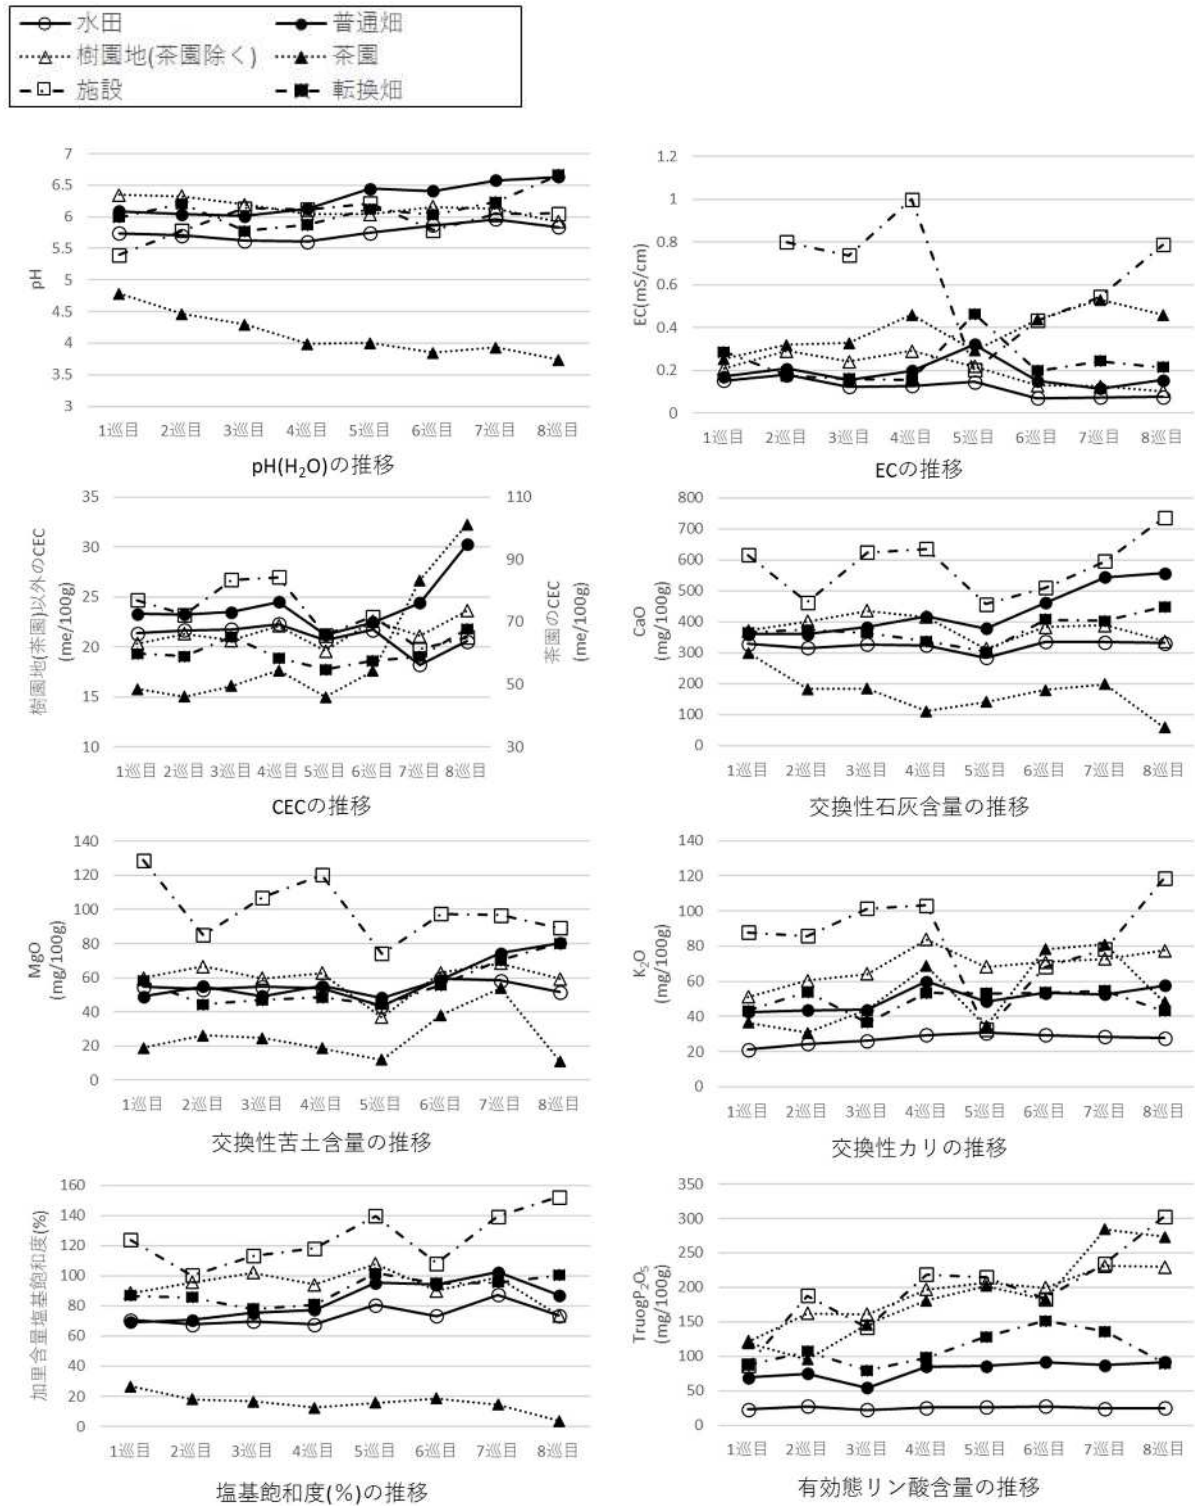 水田
普通畑
樹園地(茶園除く)
茶園
施設
転換畑
pH
7
6.5
6
5.5
5
4.5
4
3.5
3
1巡目 2巡目 3巡目 4巡目 5巡目 6巡目 7巡目 8巡目
pH(H₂O)の推移
EC(mS/cm)
1.2
1
0.8
0.6
0.4
0.2
0
1巡目 2巡目 3巡目 4巡目 5巡目 6巡目 7巡目 8巡目
ECの推移
樹園地(茶園)以外のCEC
(me/100g)
35
30
25
20
15
10
110
90
70
50
30
茶園のCEC
(me/100g)
1巡目 2巡目 3巡目 4巡目 5巡目 6巡目 7巡目 8巡目
CECの推移
CaO
(mg/100g)
800
700
600
500
400
300
200
100
0
1巡目 2巡目 3巡目 4巡目 5巡目 6巡目 7巡目 8巡目
交換性石灰含量の推移
MgO
(mg/100g)
140
120
100
80
60
40
20
0
1巡目 2巡目 3巡目 4巡目 5巡目 6巡目 7巡目 8巡目
交換性苦土含量の推移
K₂O
(mg/100g)
140
120
100
80
60
40
20
0
1巡目 2巡目 3巡目 4巡目 5巡目 6巡目 7巡目 8巡目
交換性カリの推移
加里含量塩基飽和度(%)
160
140
120
100
80
60
40
20
0
1巡目 2巡目 3巡目 4巡目 5巡目 6巡目 7巡目 8巡目
塩基飽和度(%)の推移
TruogP₂O₅
(mg/100g)
350
300
250
200
150
100
50
0
1巡目 2巡目 3巡目 4巡目 5巡目 6巡目 7巡目 8巡目
有効態リン酸含量の推移